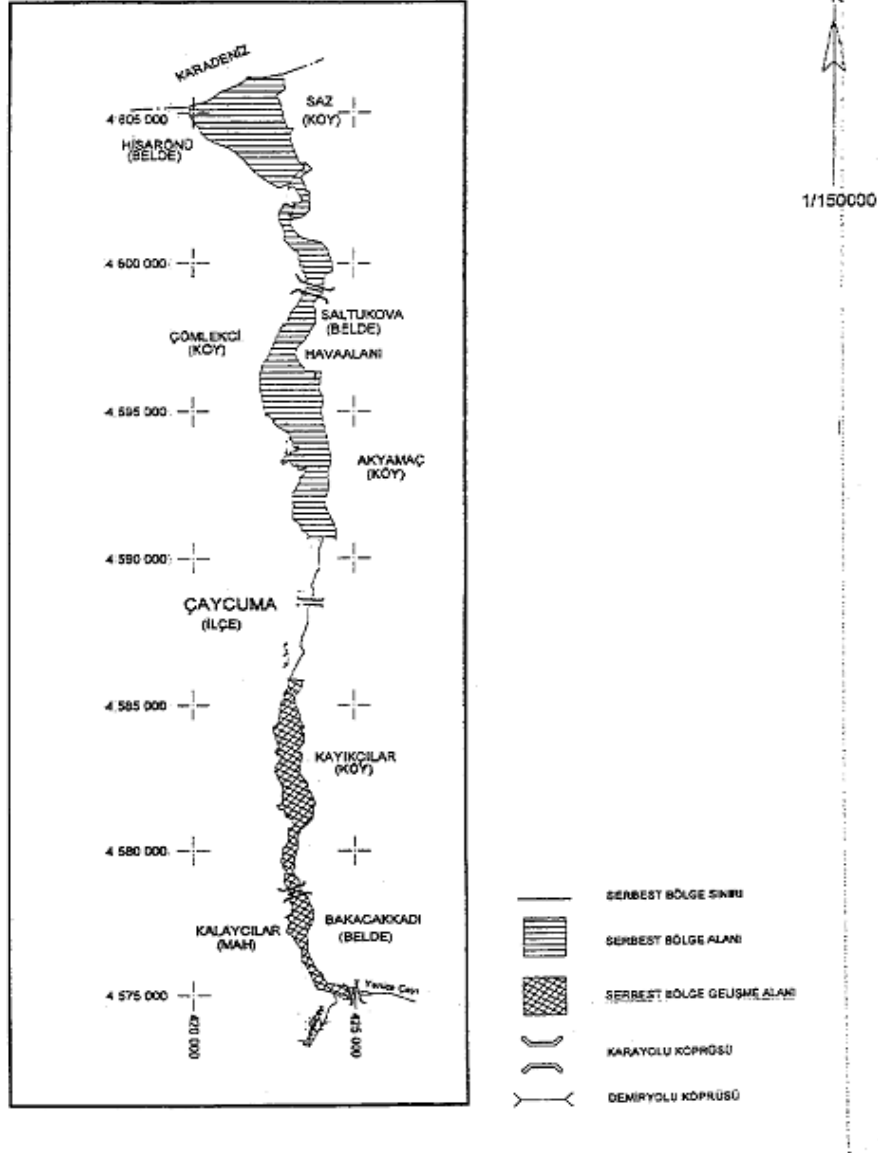 KARADENİZ
SAZ
(KÖY)
4 605 000
HİSARÖNÜ
(BELDE)
1/150000
4 600 000
SALTUKOVA
(BELDE)
ÇÖMLEKCİ
(KÖY)
HAVAALANI
4 595 000
AKYAMAÇ
(KÖY)
4 590 000
ÇAYCUMA
(İLÇE)
4 585 000
KAYIKÇILAR
(KÖY)
4 580 000
KALAYCILAR
(MAH)
BAKACAKKADI
(BELDE)
4 575 000
Yenice Çayı
420 000
425 000
SERBEST BÖLGE SINIRI
SERBEST BÖLGE ALANI
SERBEST BÖLGE GELİŞME ALANI
KARAYOLU KÖPRÜSÜ
DEMİRYOLU KÖPRÜSÜ